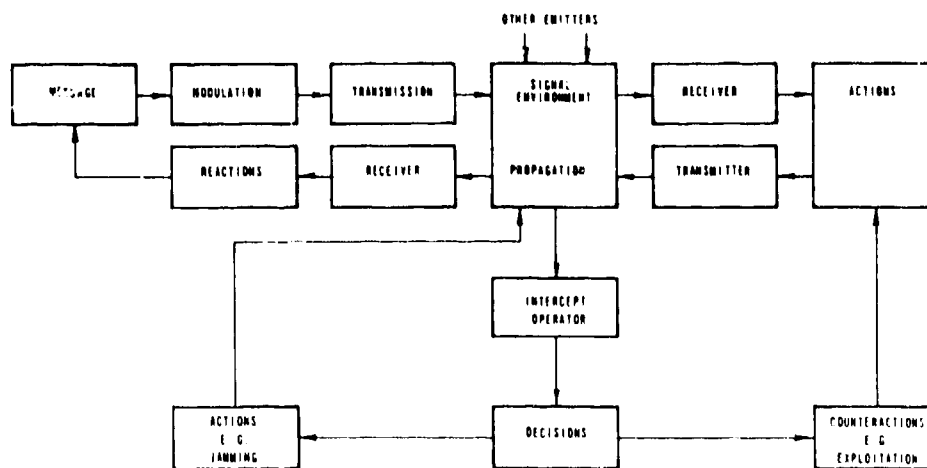 OTHER EMITTERS
MESSAGE
MODULATION
TRANSMISSION
SIGNAL
ENVIRONMENT
RECEIVER
ACTIONS
REACTIONS
RECEIVER
PROPAGATION
TRANSMITTER
INTERCEPT
OPERATOR
ACTIONS
E.G.
JAMMING
DECISIONS
COUNTERACTIONS
E.G
EXPLOITATION